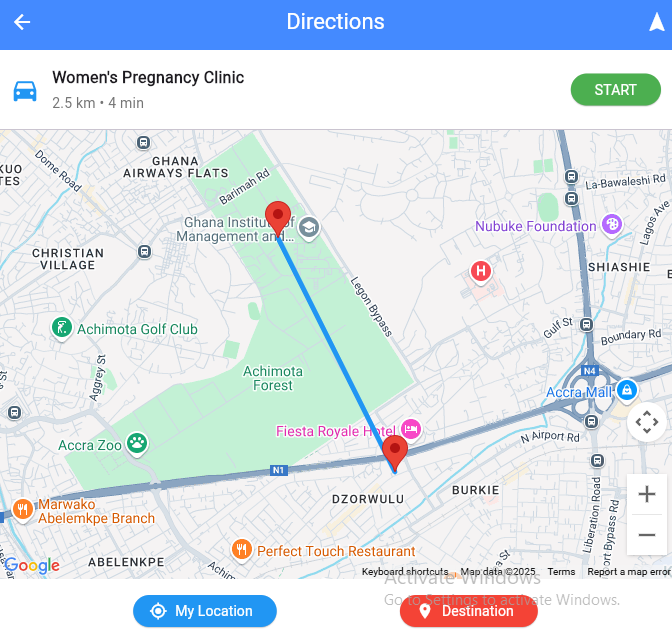 Directions
Women's Pregnancy Clinic
2.5 km • 4 min
START
KUO
TES
Dome Road
GHANA
AIRWAYS FLATS
Barimah Rd
La-Bawaleshi Rd
Lagos Ave
Ghana Institute of
Management and...
Nubuke Foundation
CHRISTIAN
VILLAGE
H
SHIASHIE
Legon Bypass
Achimota Golf Club
Gulf St
Boundary Rd
Aggrey St
Achimota
Forest
N4
Accra Mall
Fiesta Royale Hotel
Accra Zoo
N Airport Rd
N1
DZORWULU
BURKIE
Marwako
Abelemkpe Branch
Liberation Road
port Bypass Rd
Perfect Touch Restaurant
ABELENKPE
Achim
a St
Google
Keyboard shortcuts
Map data ©2025
Terms
Report a map error
Activate Windows
Go to Settings to activate Windows.
My Location
Destination